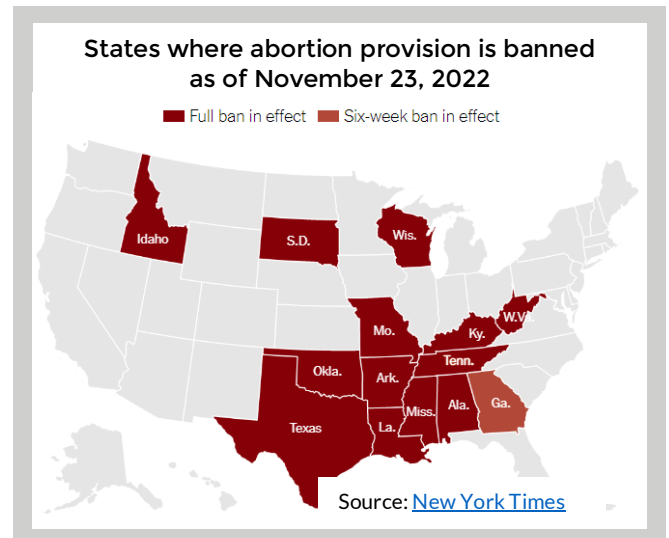 States where abortion provision is banned
as of November 23, 2022
Full ban in effect Six-week ban in effect
Idaho
S.D.
Wis.
W.Va.
Mo.
Ky.
Tenn.
Okla.
Ark.
Texas
La.
Miss.
Ala.
Ga.
Source: New York Times